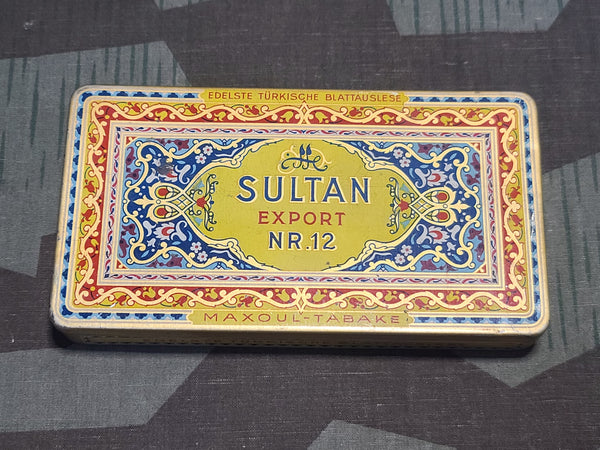 EDELSTE TÜRKISCHE BLATTAUSLESE
SULTAN
EXPORT
NR. 12
MAXOUL-TABAKE